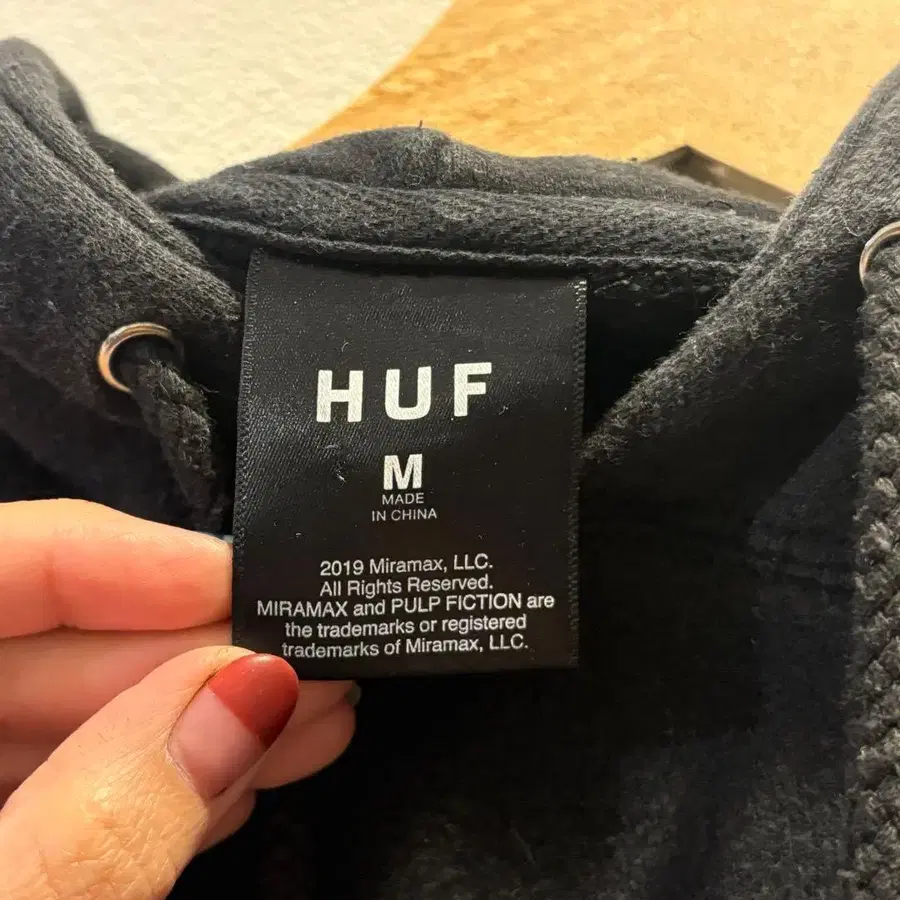 HUF
M
MADE
IN CHINA
2019 Miramax, LLC.
All Rights Reserved.
MIRAMAX and PULP FICTION are
the trademarks or registered
trademarks of Miramax, LLC.